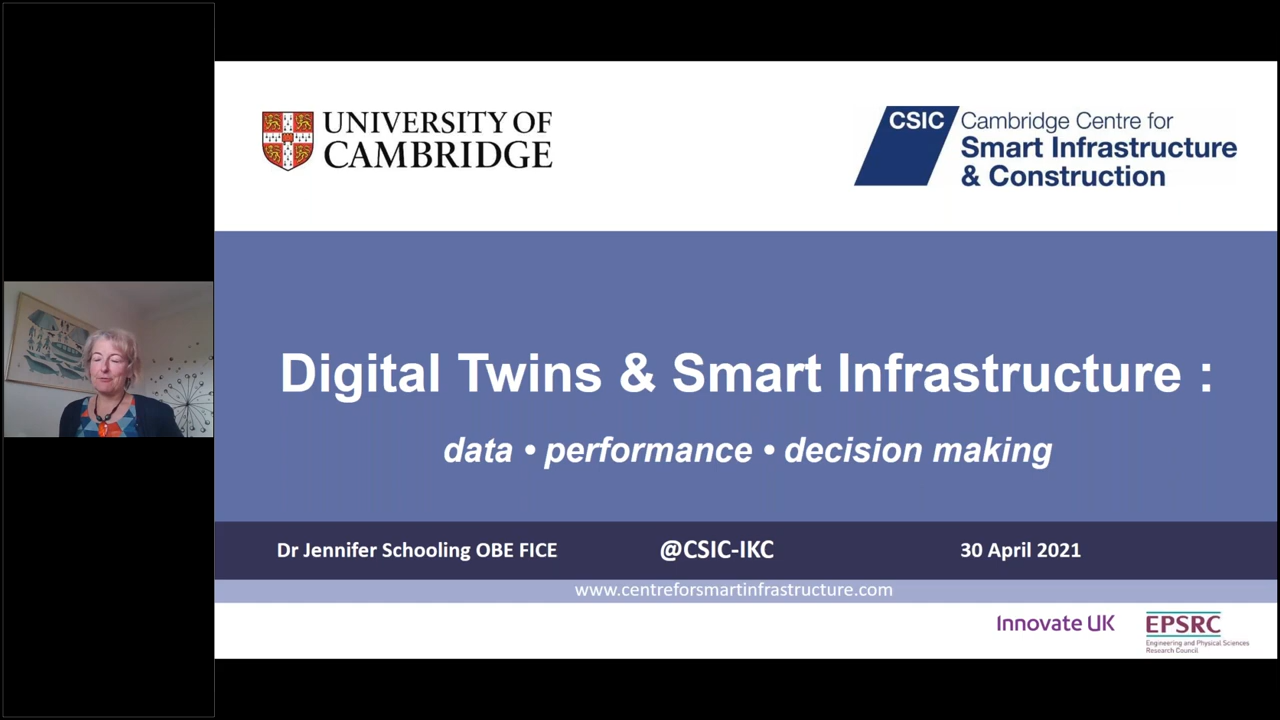 UNIVERSITY OF
CAMBRIDGE
CSIC
Cambridge Centre for
Smart Infrastructure
& Construction
Digital Twins & Smart Infrastructure :
data • performance • decision making
Dr Jennifer Schooling OBE FICE
@CSIC-IKC
30 April 2021
www.centreforsmartinfrastructure.com
Innovate UK
EPSRC
Engineering and Physical Sciences
Research Council